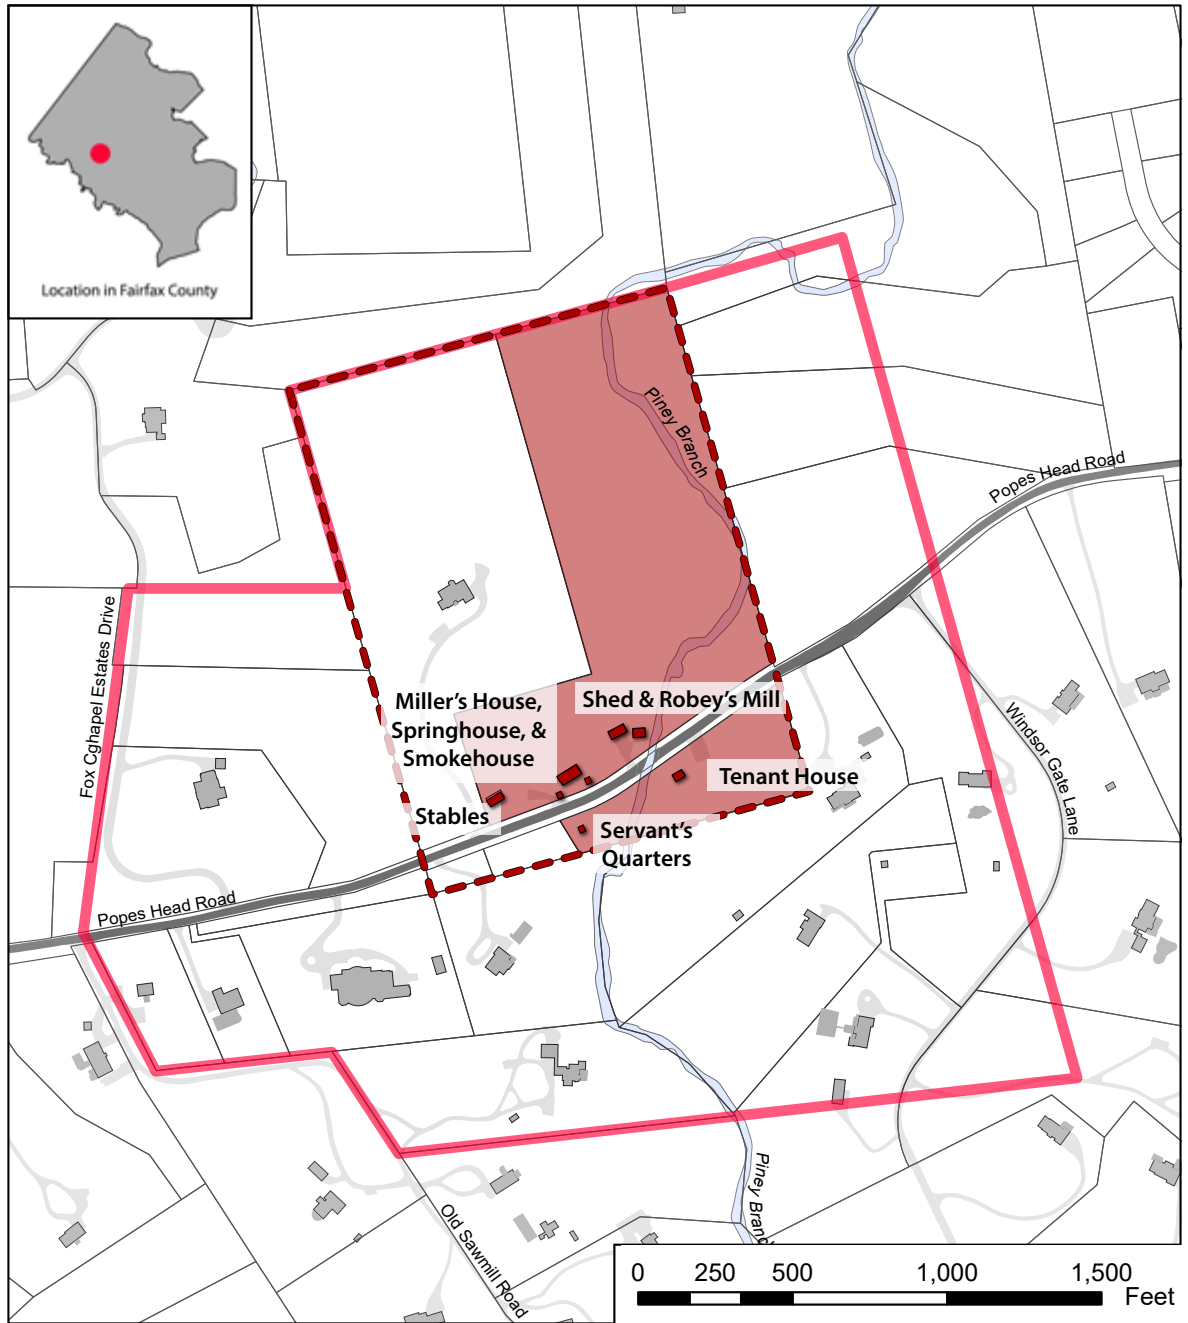 Location in Fairfax County
Piney Branch
Popes Head Road
Fox Cghapel Estates Drive
Miller's House,
Springhouse, &
Smokehouse
Shed & Robey's Mill
Windsor Gate Lane
Tenant House
Stables
Servant's
Quarters
Popes Head Road
Piney Branc
Old Sawmill Road
0 250 500 1,000 1,500
Feet